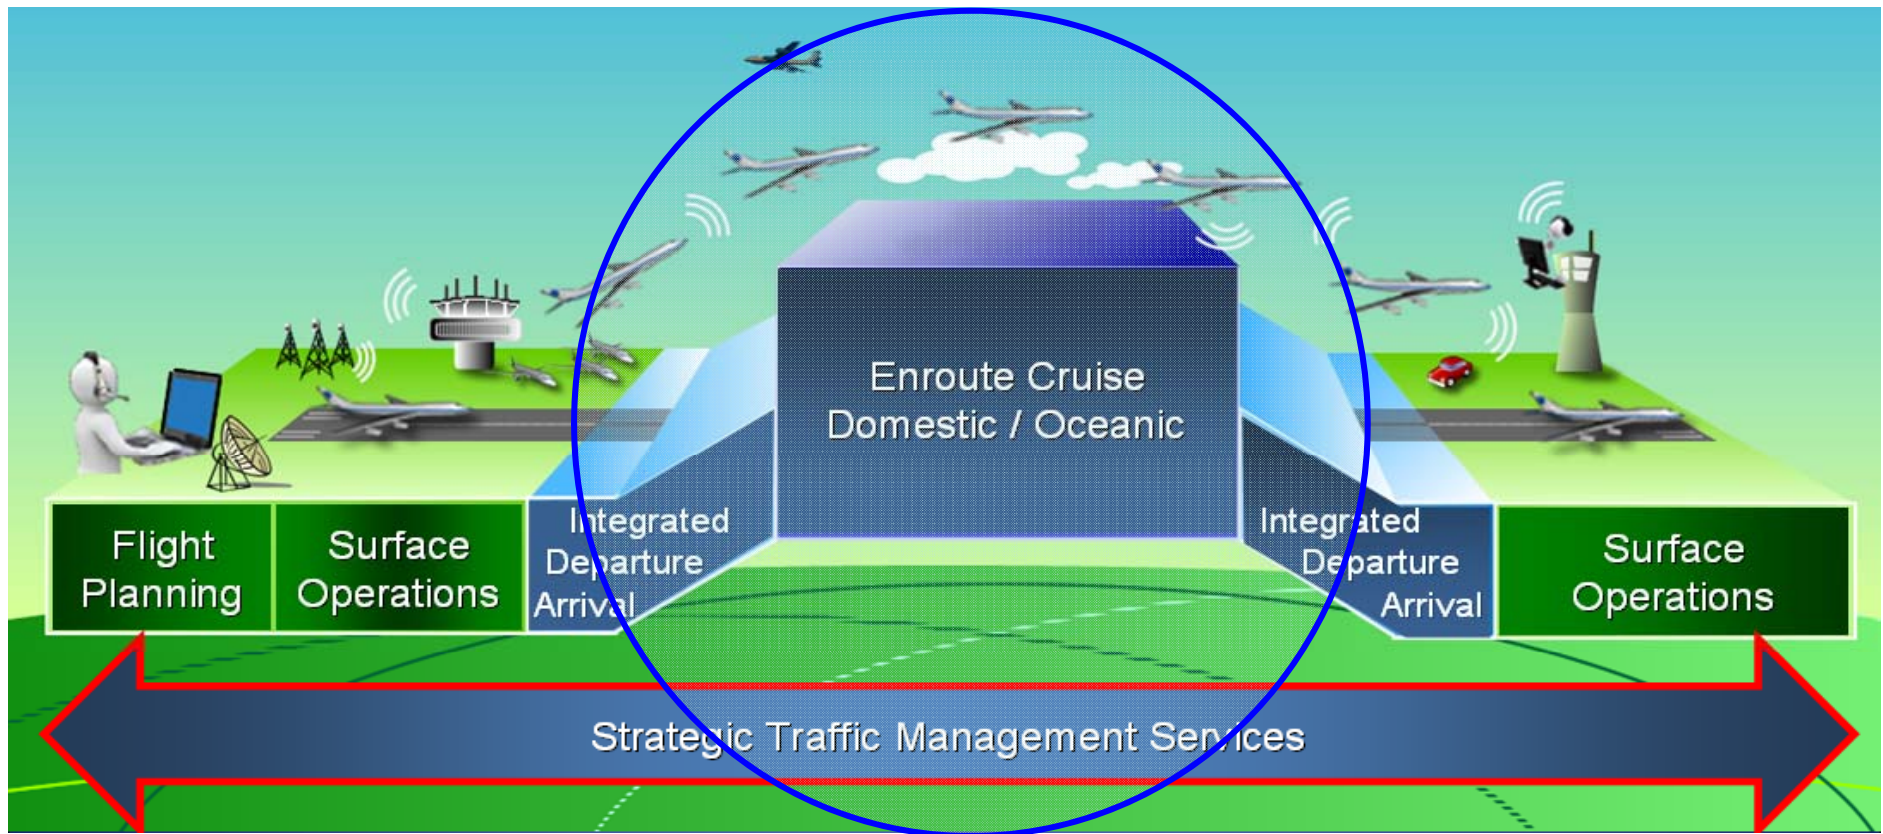 Enroute Cruise
Domestic / Oceanic
Flight
Planning
Surface
Operations
Integrated
Departure
Arrival
Integrated
Departure
Arrival
Surface
Operations
Strategic Traffic Management Services